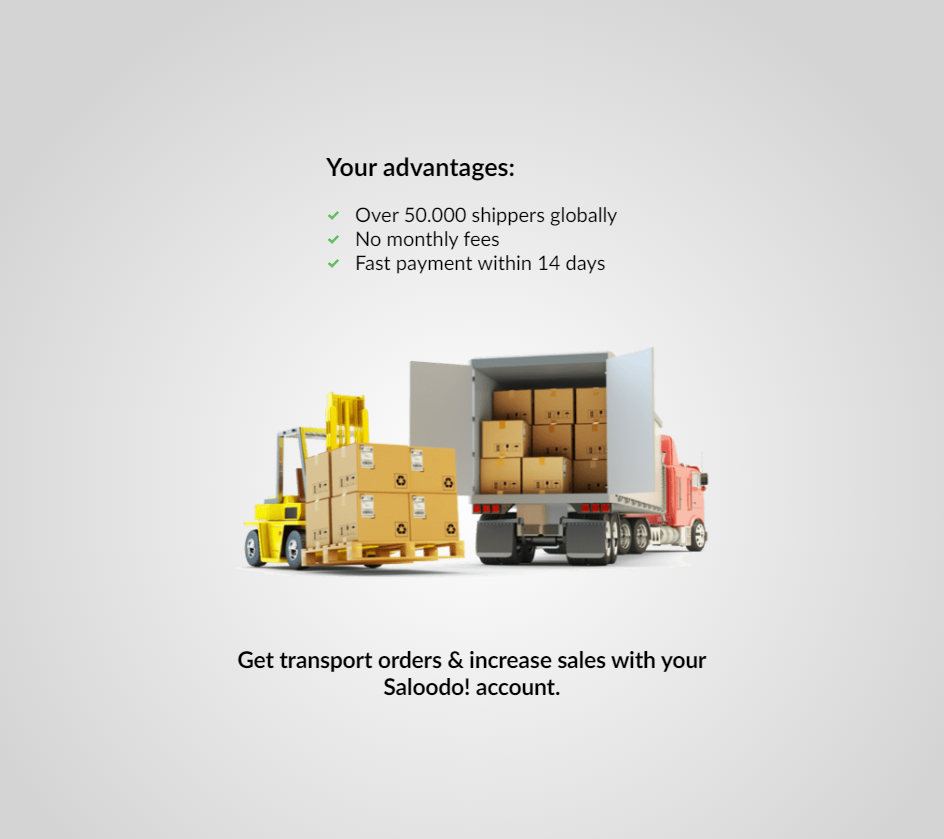 Your advantages:
Over 50.000 shippers globally
No monthly fees
Fast payment within 14 days
Get transport orders & increase sales with your
Saloodo! account.